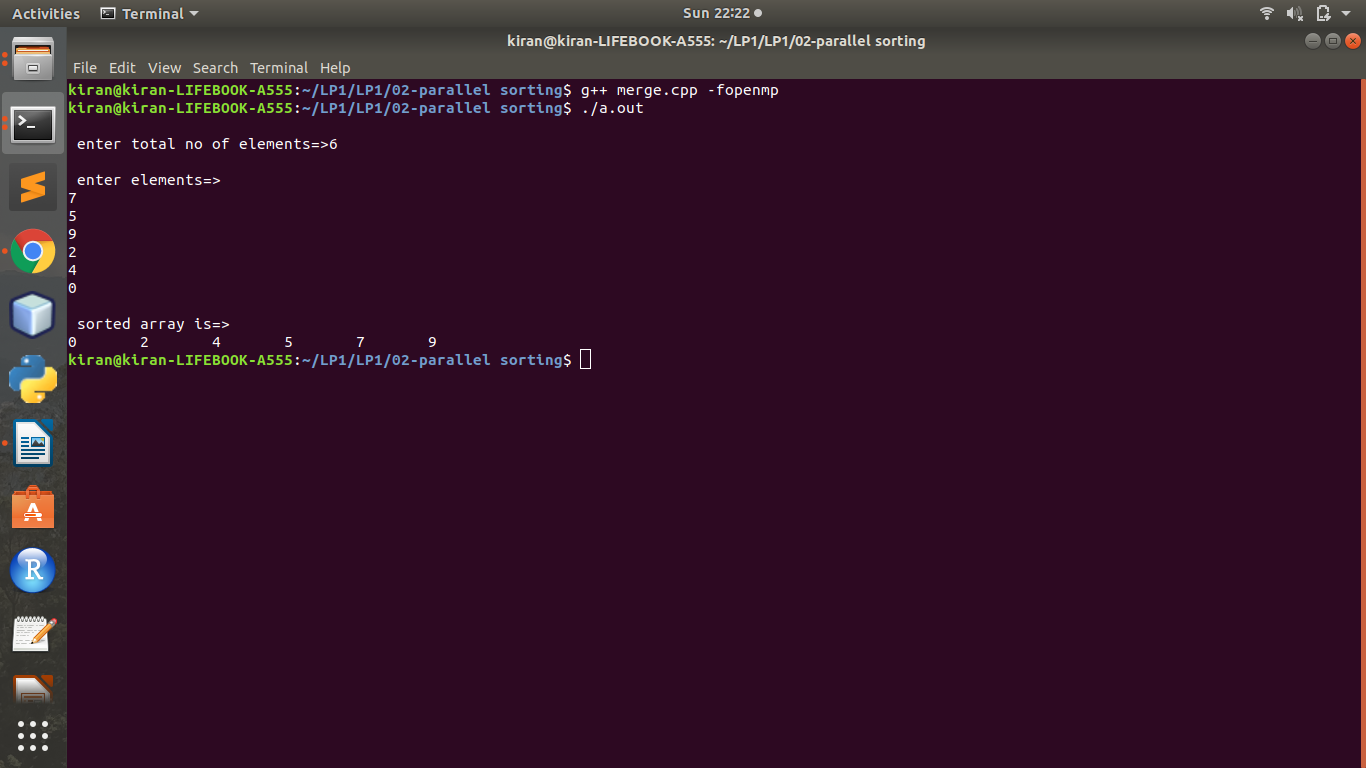 Activities Terminal Sun 22:22
kiran@kiran-LIFEBOOK-A555: ~/LP1/LP1/02-parallel sorting
File Edit View Search Terminal Help
kiran@kiran-LIFEBOOK-A555:~/LP1/LP1/02-parallel sorting$ g++ merge.cpp -fopenmp
kiran@kiran-LIFEBOOK-A555:~/LP1/LP1/02-parallel sorting$ ./a.out
enter total no of elements=>6
enter elements=>
7
5
9
2
4
0
sorted array is=>
0 2 4 5 7 9
kiran@kiran-LIFEBOOK-A555:~/LP1/LP1/02-parallel sorting$
R